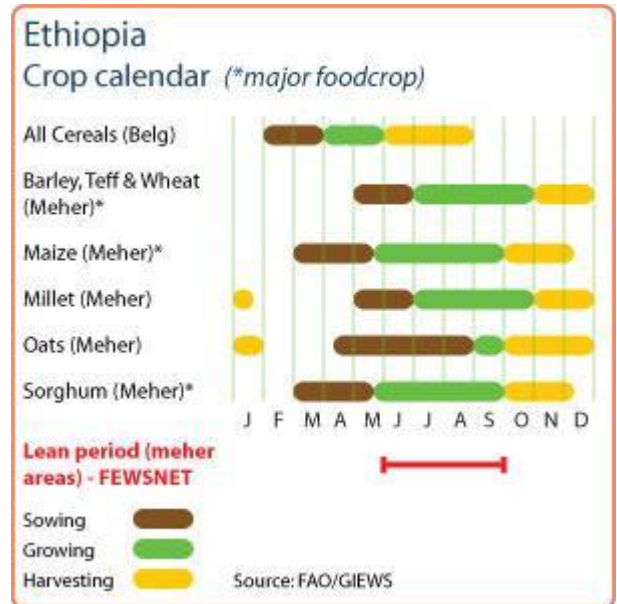 Ethiopia
Crop calendar (*major foodcrop)
All Cereals (Belg)
Barley, Teff & Wheat
(Meher)*
Maize (Meher)*
Millet (Meher)
Oats (Meher)
Sorghum (Meher)*
J F M A M J J A S O N D
Lean period (meher
areas) - FEWSNET
Sowing
Growing
Harvesting
Source: FAO/GIEWS